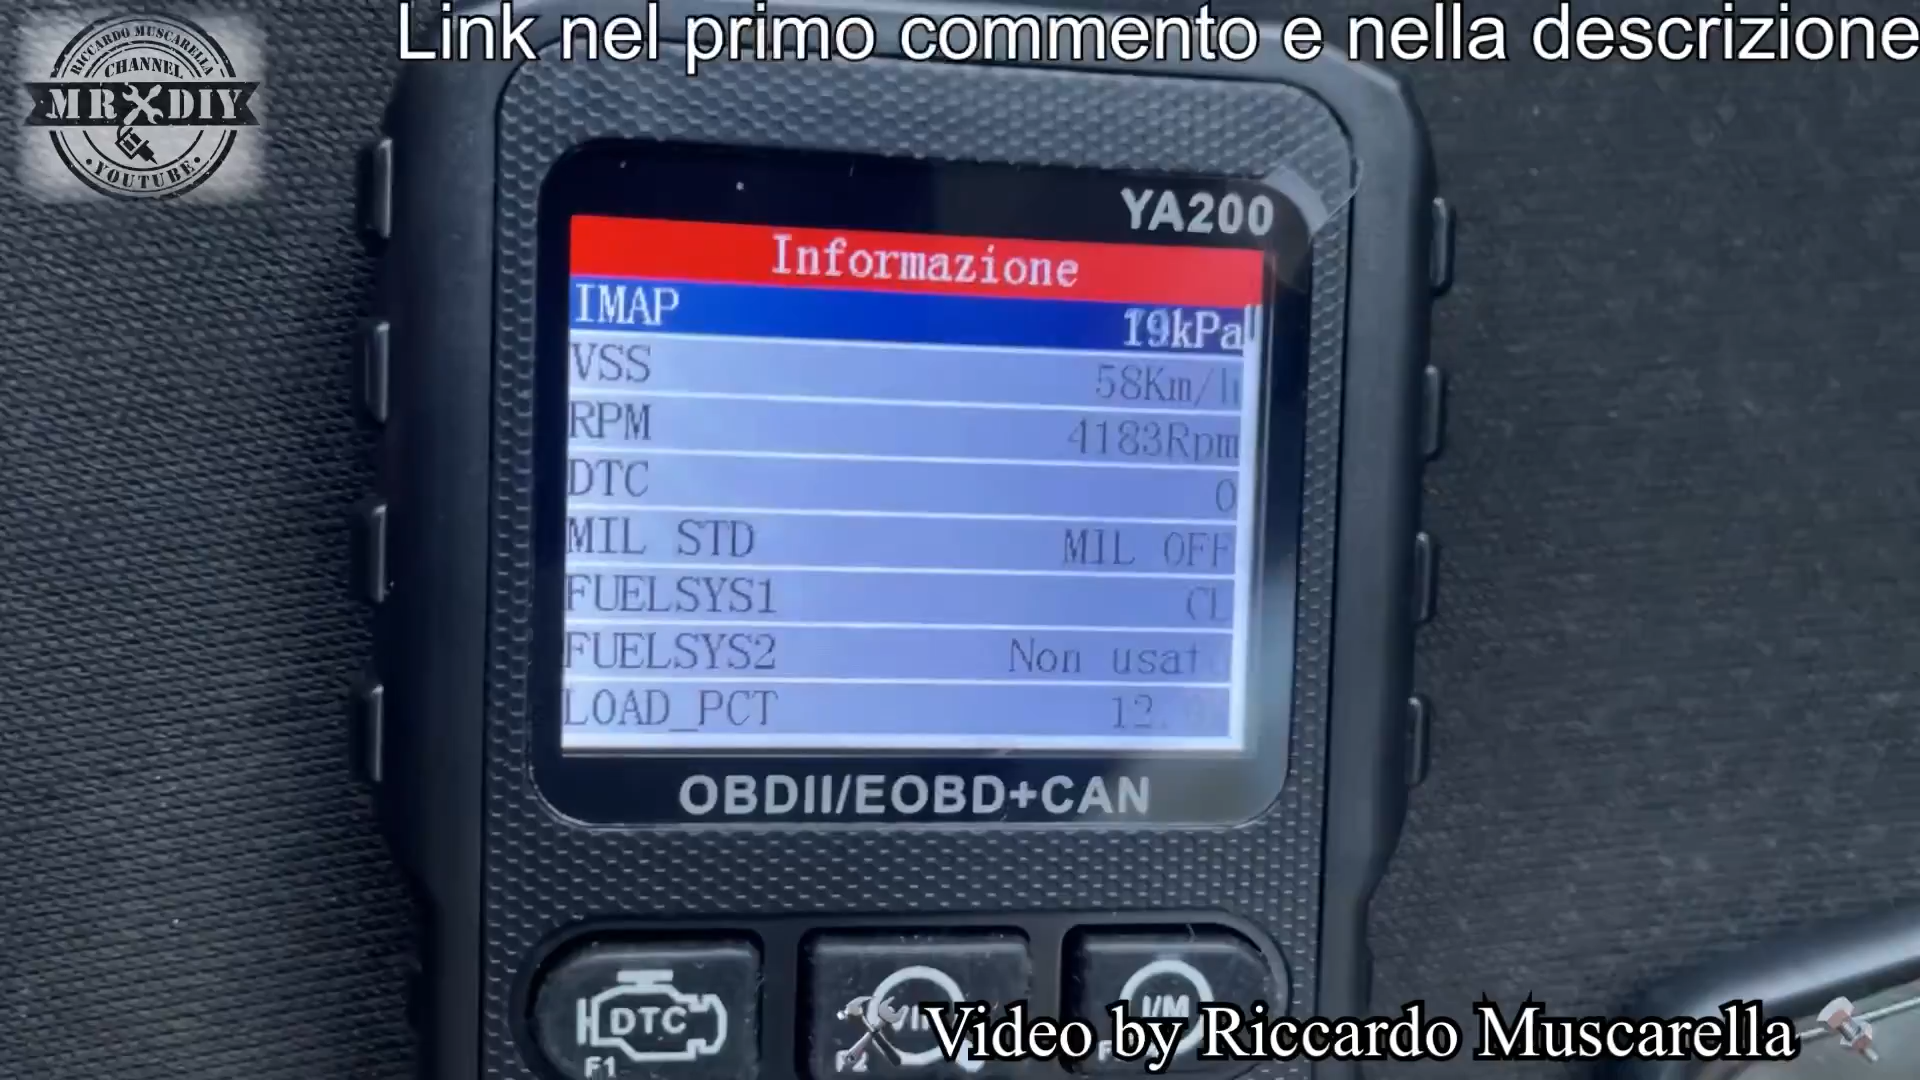 Link nel primo commento e nella descrizione
RICCARDO MUSCARELLA
CHANNEL
MR DIY
YOUTUBE
YA200
Informazione
IMAP 19kPa
VSS 58Km/h
RPM 4183Rpm
DTC 0
MIL STD MIL OFF
FUELSYS1 CL
FUELSYS2 Non usat
LOAD_PCT
OBDII/EOBD+CAN
DTC
I/M
F1
F2
Video by Riccardo Muscarella